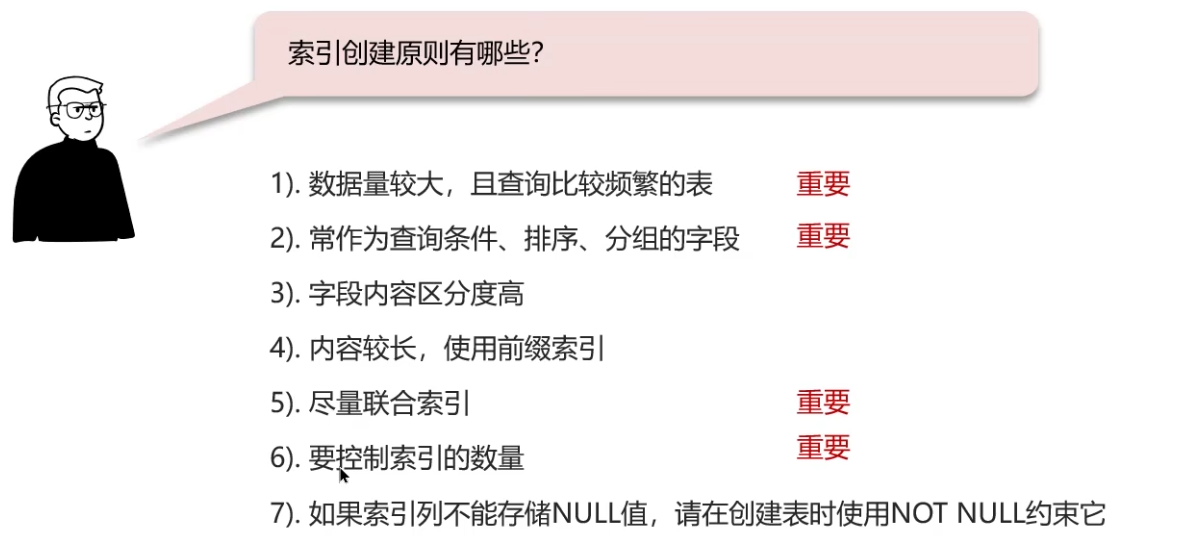 索引创建原则有哪些？
1). 数据量较大，且查询比较频繁的表 重要
2). 常作为查询条件、排序、分组的字段 重要
3). 字段内容区分度高
4). 内容较长，使用前缀索引
5). 尽量联合索引 重要
6). 要控制索引的数量 重要
7). 如果索引列不能存储NULL值，请在创建表时使用NOT NULL约束它